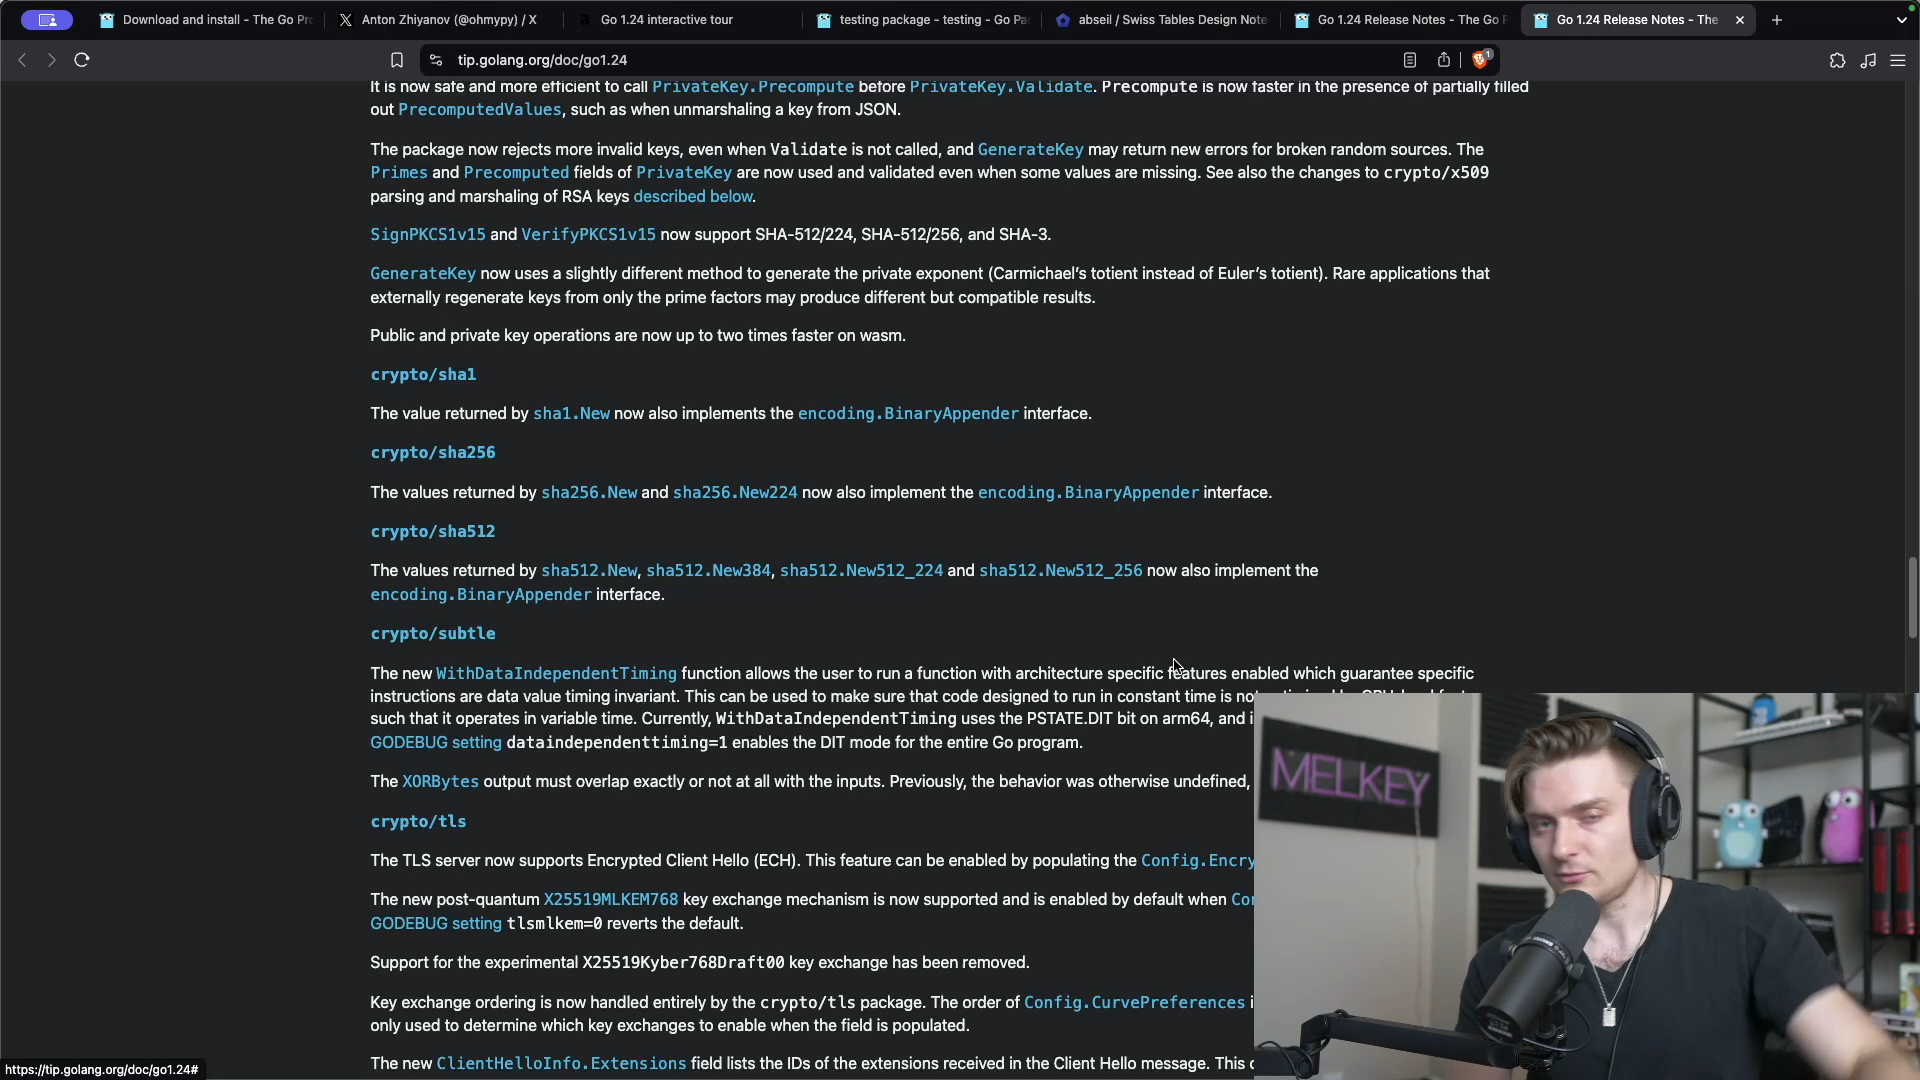 Download and install - The Go Pr
Anton Zhiyanov (@ohmypy) / X
Go 1.24 interactive tour
testing package - testing - Go Pa
abseil / Swiss Tables Design Note
Go 1.24 Release Notes - The Go P
Go 1.24 Release Notes - The
tip.golang.org/doc/go1.24
1
It is now safe and more efficient to call PrivateKey.Precompute before PrivateKey.Validate. Precompute is now faster in the presence of partially filled
out PrecomputedValues, such as when unmarshaling a key from JSON.
The package now rejects more invalid keys, even when Validate is not called, and GenerateKey may return new errors for broken random sources. The
Primes and Precomputed fields of PrivateKey are now used and validated even when some values are missing. See also the changes to crypto/x509
parsing and marshaling of RSA keys described below.
SignPKCS1v15 and VerifyPKCS1v15 now support SHA-512/224, SHA-512/256, and SHA-3.
GenerateKey now uses a slightly different method to generate the private exponent (Carmichael's totient instead of Euler's totient). Rare applications that
externally regenerate keys from only the prime factors may produce different but compatible results.
Public and private key operations are now up to two times faster on wasm.
crypto/sha1
The value returned by sha1.New now also implements the encoding.BinaryAppender interface.
crypto/sha256
The values returned by sha256.New and sha256.New224 now also implement the encoding.BinaryAppender interface.
crypto/sha512
The values returned by sha512.New, sha512.New384, sha512.New512_224 and sha512.New512_256 now also implement the
encoding.BinaryAppender interface.
crypto/subtle
The new WithDataIndependentTiming function allows the user to run a function with architecture specific features enabled which guarantee specific
instructions are data value timing invariant. This can be used to make sure that code designed to run in constant time is not
such that it operates in variable time. Currently, WithDataIndependentTiming uses the PSTATE.DIT bit on arm64, and i
GODEBUG setting dataindependenttiming=1 enables the DIT mode for the entire Go program.
The XORBytes output must overlap exactly or not at all with the inputs. Previously, the behavior was otherwise undefined,
crypto/tls
The TLS server now supports Encrypted Client Hello (ECH). This feature can be enabled by populating the Config.Encry
The new post-quantum X25519MLKEM768 key exchange mechanism is now supported and is enabled by default when Con
GODEBUG setting tlsmlkem=0 reverts the default.
Support for the experimental X25519Kyber768Draft00 key exchange has been removed.
Key exchange ordering is now handled entirely by the crypto/tls package. The order of Config.CurvePreferences i
only used to determine which key exchanges to enable when the field is populated.
The new ClientHelloInfo.Extensions field lists the IDs of the extensions received in the Client Hello message. This c
https://tip.golang.org/doc/go1.24#
MELKEY